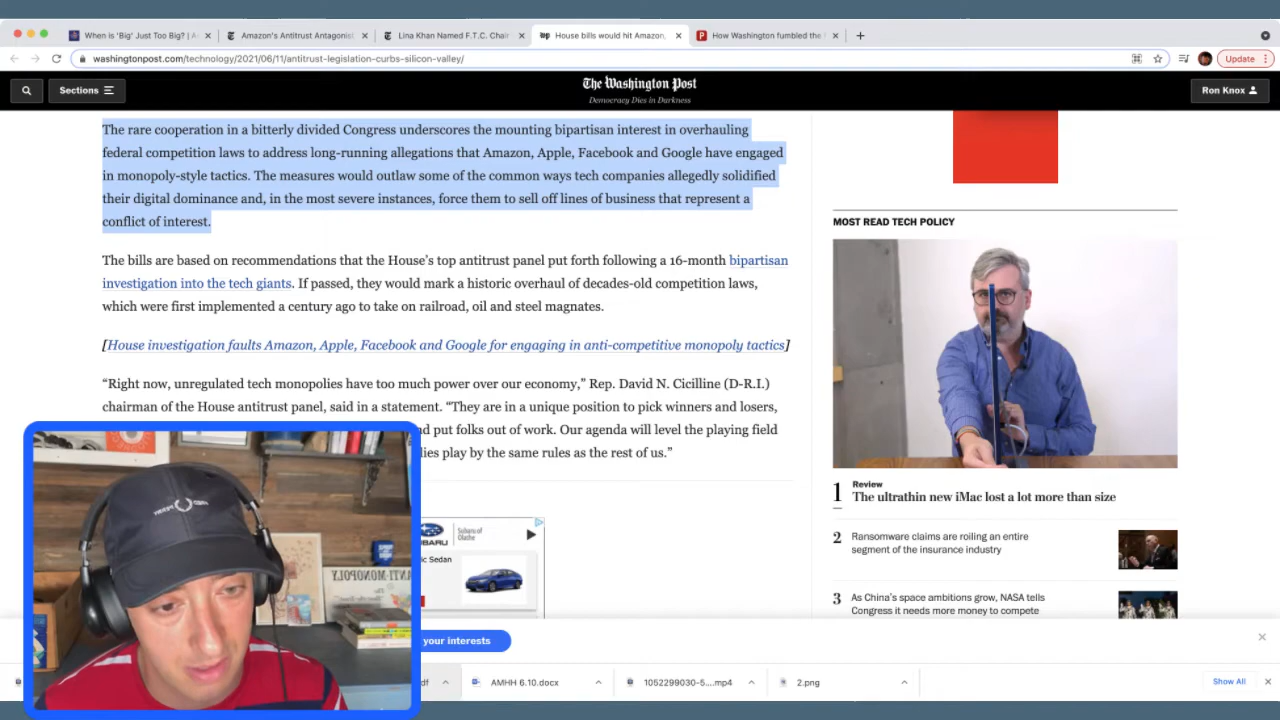 When is 'Big' Just Too Big? | A
Amazon's Antitrust Antagonist
Lina Khan Named F.T.C. Chair
House bills would hit Amazon,
How Washington fumbled the
washingtonpost.com/technology/2021/06/11/antitrust-legislation-curbs-silicon-valley/
Update
Sections
The Washington Post
Democracy Dies in Darkness
Ron Knox
The rare cooperation in a bitterly divided Congress underscores the mounting bipartisan interest in overhauling
federal competition laws to address long-running allegations that Amazon, Apple, Facebook and Google have engaged
in monopoly-style tactics. The measures would outlaw some of the common ways tech companies allegedly solidified
their digital dominance and, in the most severe instances, force them to sell off lines of business that represent a
conflict of interest.
The bills are based on recommendations that the House's top antitrust panel put forth following a 16-month bipartisan
investigation into the tech giants. If passed, they would mark a historic overhaul of decades-old competition laws,
which were first implemented a century ago to take on railroad, oil and steel magnates.
[House investigation faults Amazon, Apple, Facebook and Google for engaging in anti-competitive monopoly tactics]
“Right now, unregulated tech monopolies have too much power over our economy,” Rep. David N. Cicilline (D-R.I.)
chairman of the House antitrust panel, said in a statement. “They are in a unique position to pick winners and losers,
nd put folks out of work. Our agenda will level the playing field
lies play by the same rules as the rest of us.”
MOST READ TECH POLICY
1
Review
The ultrathin new iMac lost a lot more than size
2
Ransomware claims are roiling an entire
segment of the insurance industry
3
As China's space ambitions grow, NASA tells
Congress it needs more money to compete
UBARU
Subaru of
Olathe
ic Sedan
ANTI-MONOPOLY
your interests
df
AMHH 6.10.docx
1052299030-5....mp4
2.png
Show All